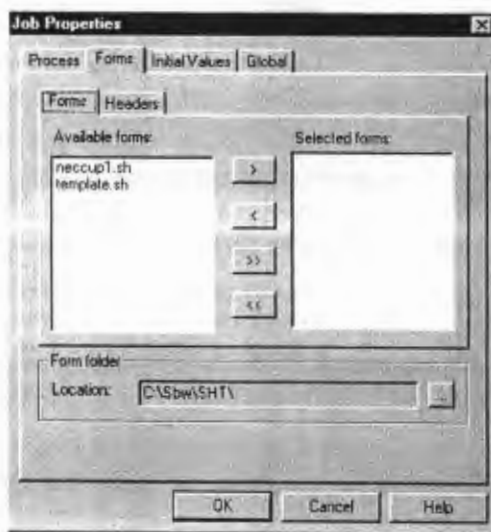 Job Properties
Process Forms Initial Values Global
Forms Headers
Available forms: Selected forms:
neccup1.sh
template.sh
>
<
>>
<<
Form folder
Location: C:\Sbw\SHT\
...
OK Cancel Help